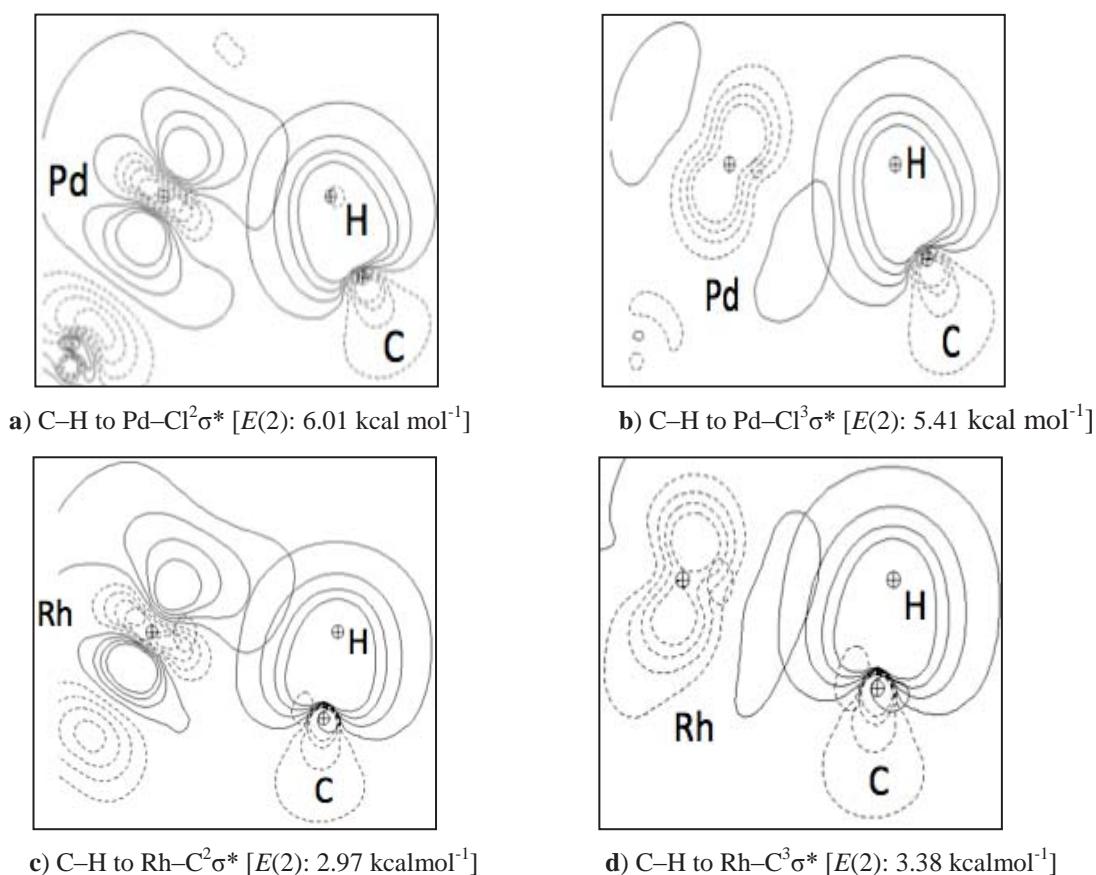 Pd
H
C
H
Pd
C
a) C–H to Pd–Cl²σ* [E(2): 6.01 kcal mol⁻¹]
b) C–H to Pd–Cl³σ* [E(2): 5.41 kcal mol⁻¹]
Rh
H
C
H
Rh
C
c) C–H to Rh–C²σ* [E(2): 2.97 kcalmol⁻¹]
d) C–H to Rh–C³σ* [E(2): 3.38 kcalmol⁻¹]